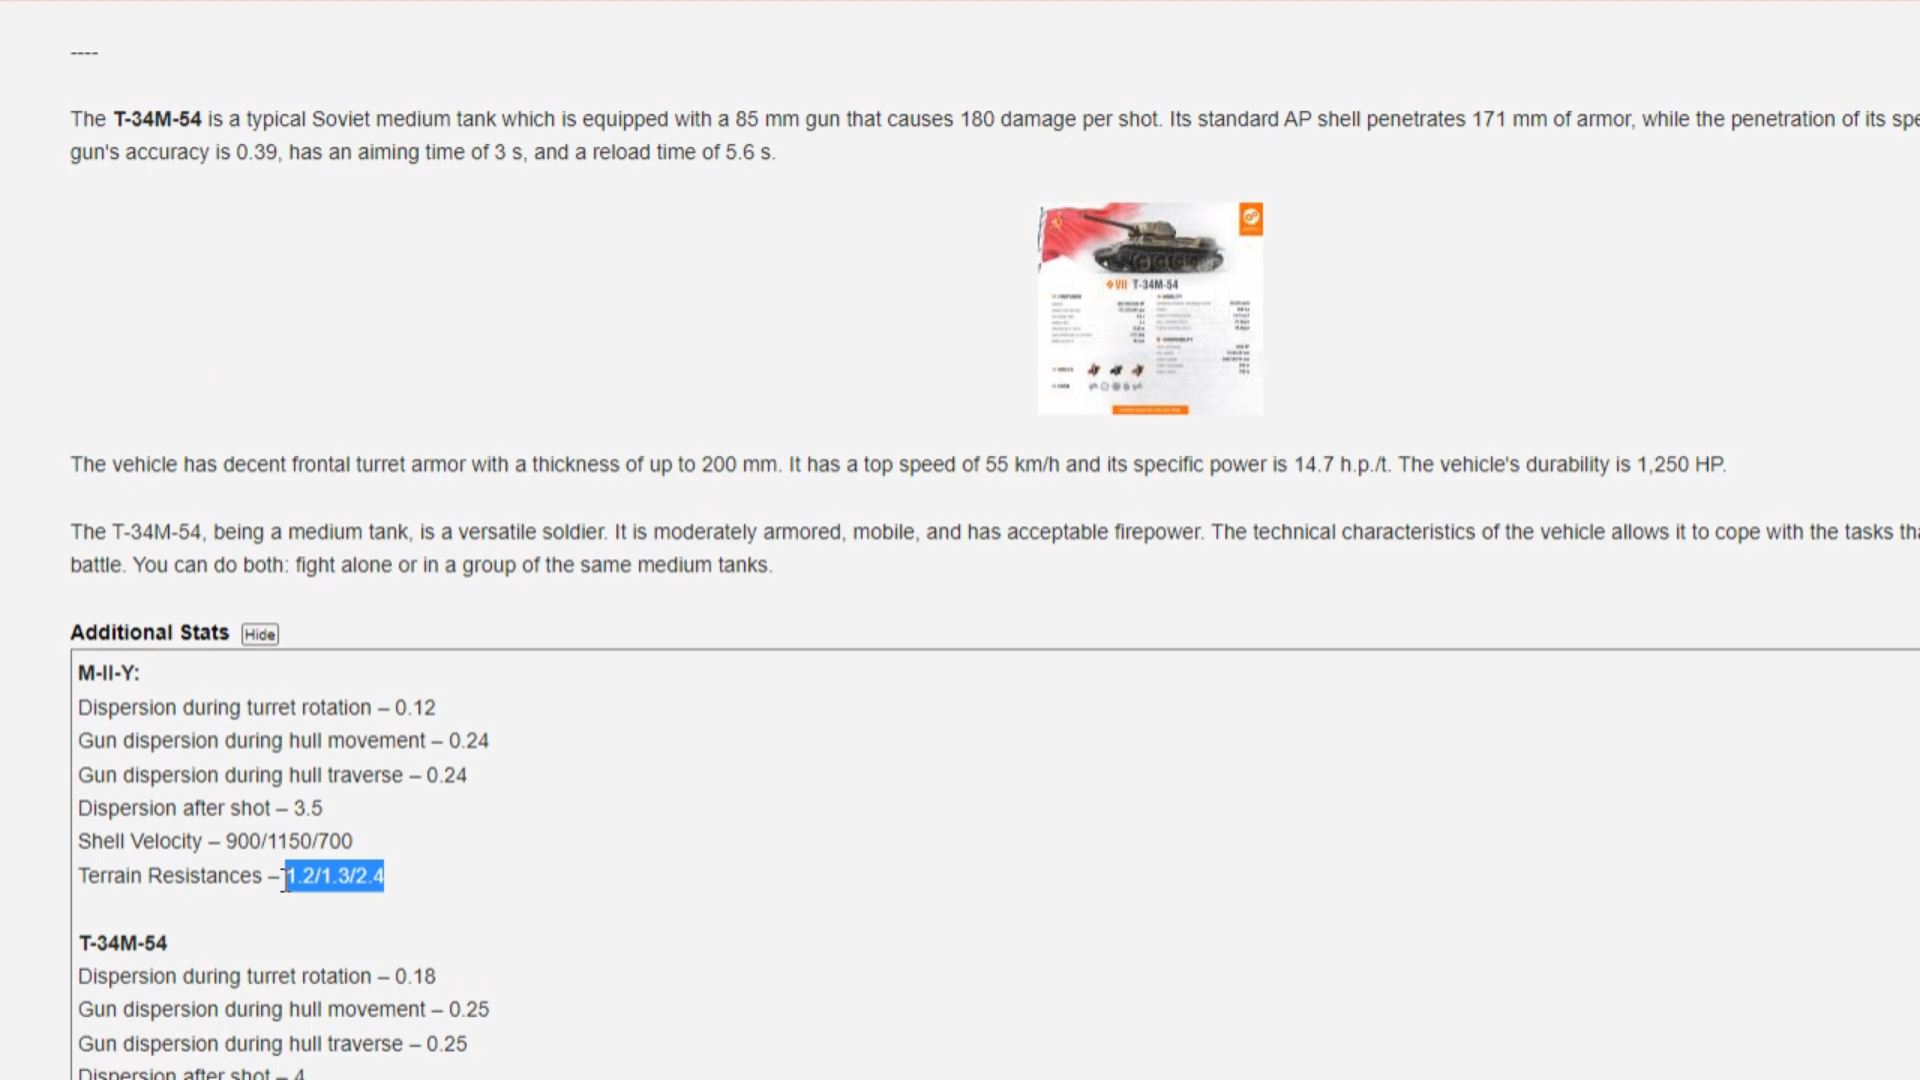 ----
The T-34M-54 is a typical Soviet medium tank which is equipped with a 85 mm gun that causes 180 damage per shot. Its standard AP shell penetrates 171 mm of armor, while the penetration of its
gun's accuracy is 0.39, has an aiming time of 3 s, and a reload time of 5.6 s.
VII T-34M-54
The vehicle has decent frontal turret armor with a thickness of up to 200 mm. It has a top speed of 55 km/h and its specific power is 14.7 h.p./t. The vehicle's durability is 1,250 HP.
The T-34M-54, being a medium tank, is a versatile soldier. It is moderately armored, mobile, and has acceptable firepower. The technical characteristics of the vehicle allows it to cope with the tasks
battle. You can do both: fight alone or in a group of the same medium tanks.
Additional Stats Hide
M-II-Y:
Dispersion during turret rotation – 0.12
Gun dispersion during hull movement – 0.24
Gun dispersion during hull traverse – 0.24
Dispersion after shot – 3.5
Shell Velocity – 900/1150/700
Terrain Resistances – 1.2/1.3/2.4
T-34M-54
Dispersion during turret rotation – 0.18
Gun dispersion during hull movement – 0.25
Gun dispersion during hull traverse – 0.25
Dispersion after shot – 4